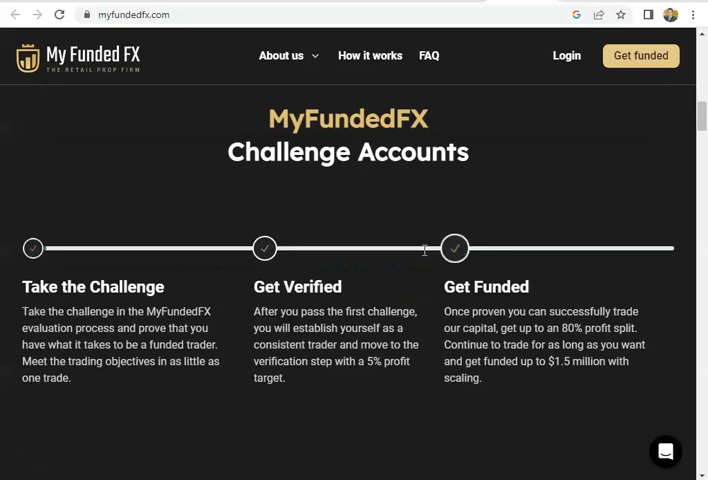 myfundedfx.com
My Funded FX
THE RETAIL PROP FIRM
About us
How it works
FAQ
Login
Get funded
MyFundedFX
Challenge Accounts
Take the Challenge
Take the challenge in the MyFundedFX
evaluation process and prove that you
have what it takes to be a funded trader.
Meet the trading objectives in as little as
one trade.
Get Verified
After you pass the first challenge,
you will establish yourself as a
consistent trader and move to the
verification step with a 5% profit
target.
Get Funded
Once proven you can successfully trade
our capital, get up to an 80% profit split.
Continue to trade for as long as you want
and get funded up to $1.5 million with
scaling.